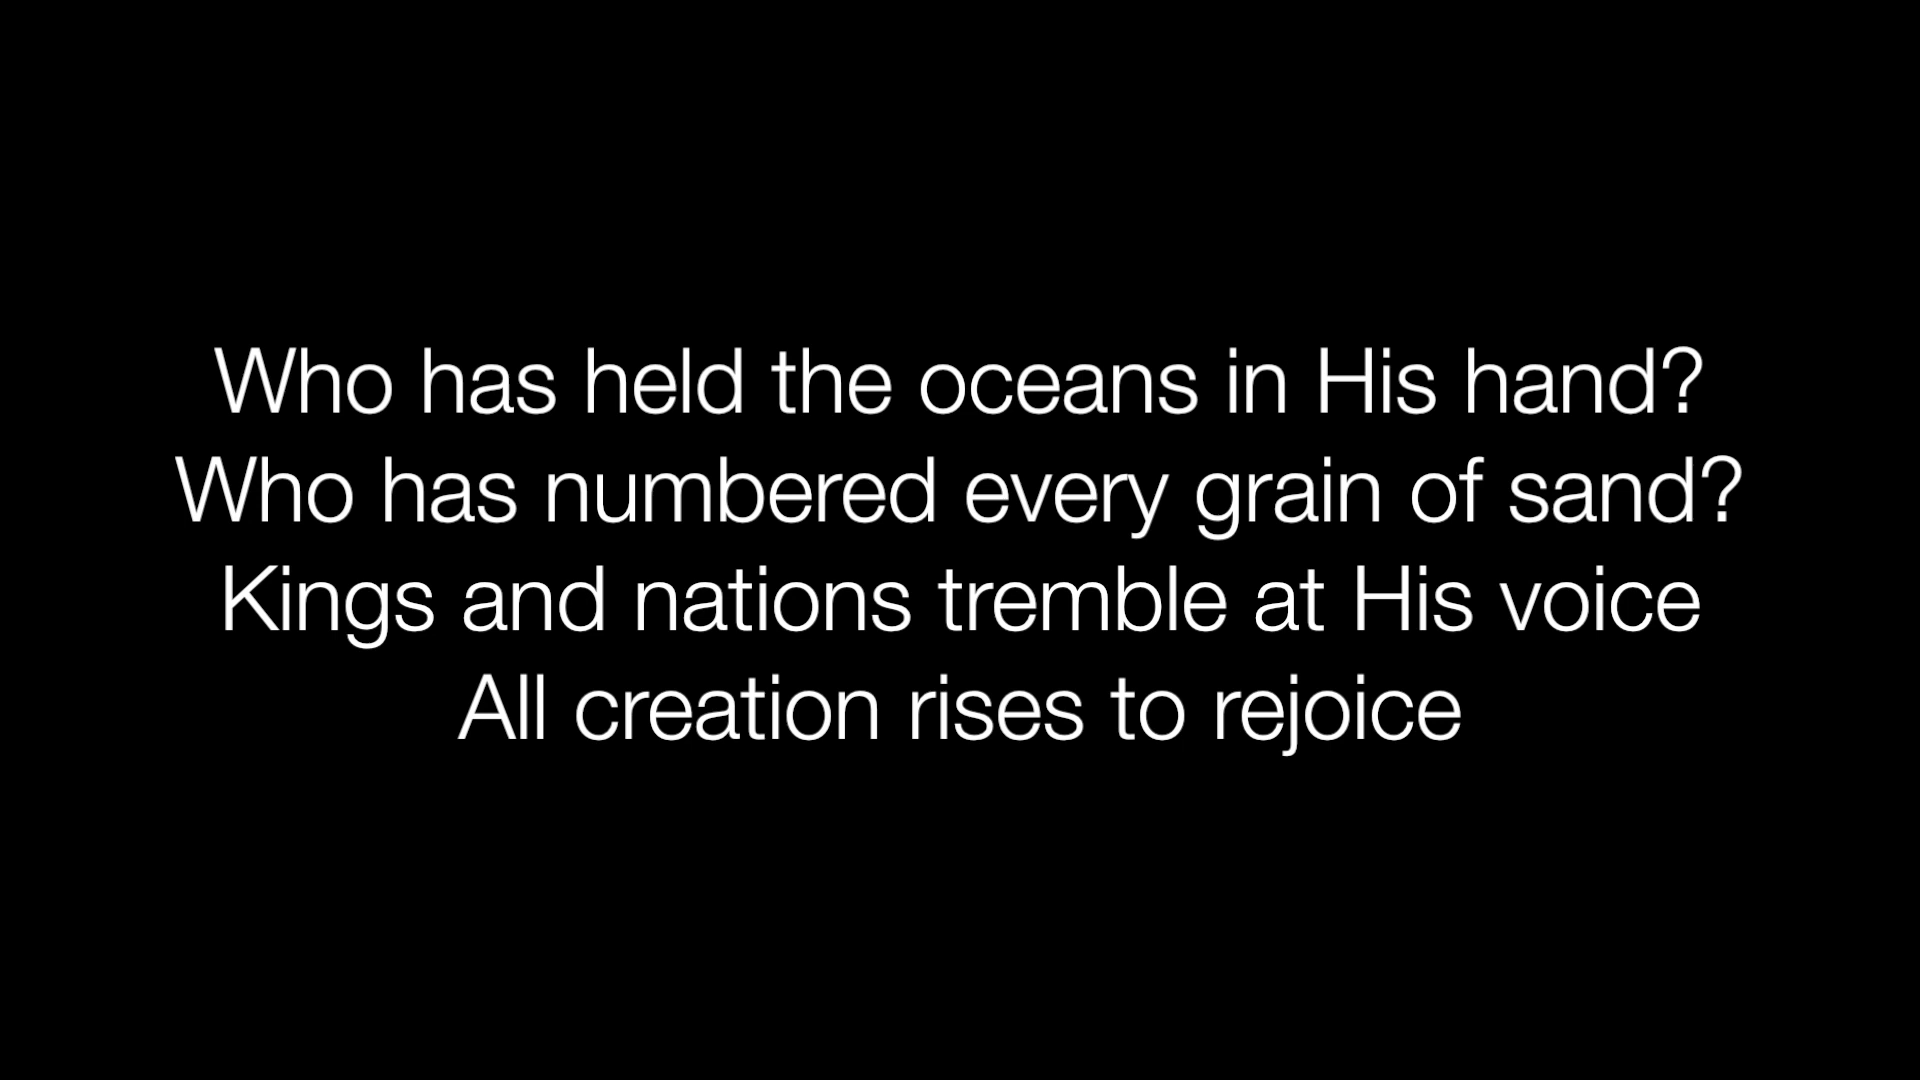 Who has held the oceans in His hand?
Who has numbered every grain of sand?
Kings and nations tremble at His voice
All creation rises to rejoice